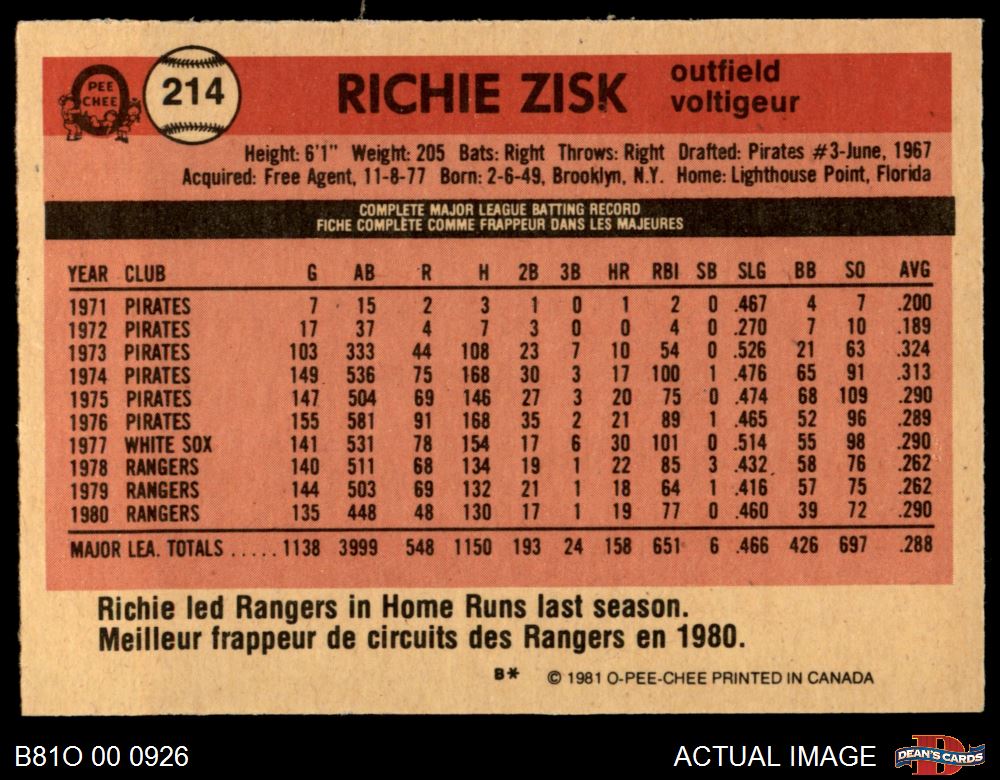 O
PEE
CHEE
214
RICHIE ZISK
outfield
voltigeur
Height: 6'1" Weight: 205 Bats: Right Throws: Right Drafted: Pirates #3-June, 1967
Acquired: Free Agent, 11-8-77 Born: 2-6-49, Brooklyn, N.Y. Home: Lighthouse Point, Florida
COMPLETE MAJOR LEAGUE BATTING RECORD
FICHE COMPLÈTE COMME FRAPPEUR DANS LES MAJEURES
YEAR CLUB G AB R H 2B 3B HR RBI SB SLG BB SO AVG
1971 PIRATES 7 15 2 3 1 0 1 2 0 .467 4 7 .200
1972 PIRATES 17 37 4 7 3 0 0 4 0 .270 7 10 .189
1973 PIRATES 103 333 44 108 23 7 10 54 0 .526 21 63 .324
1974 PIRATES 149 536 75 168 30 3 17 100 1 .476 65 91 .313
1975 PIRATES 147 504 69 146 27 3 20 75 0 .474 68 109 .290
1976 PIRATES 155 581 91 168 35 2 21 89 1 .465 52 96 .289
1977 WHITE SOX 141 531 78 154 17 6 30 101 0 .514 55 98 .290
1978 RANGERS 140 511 68 134 19 1 22 85 3 .432 58 76 .262
1979 RANGERS 144 503 69 132 21 1 18 64 1 .416 57 75 .262
1980 RANGERS 135 448 48 130 17 1 19 77 0 .460 39 72 .290
MAJOR LEA. TOTALS ..... 1138 3999 548 1150 193 24 158 651 6 .466 426 697 .288
Richie led Rangers in Home Runs last season.
Meilleur frappeur de circuits des Rangers en 1980.
B* © 1981 O-PEE-CHEE PRINTED IN CANADA
B81O 00 0926
ACTUAL IMAGE
DEAN'S CARDS